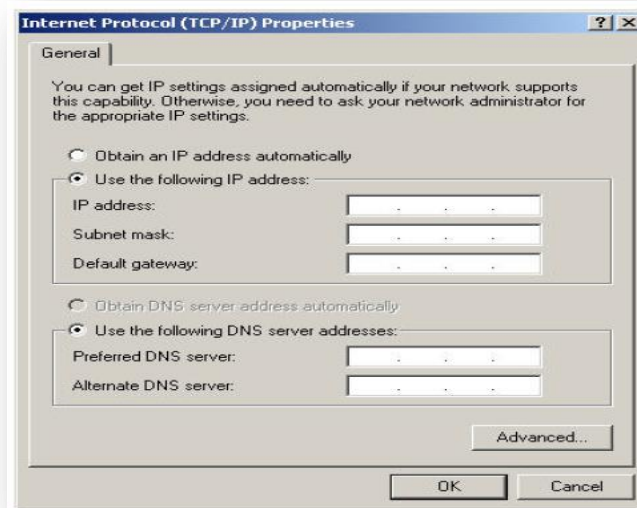 Internet Protocol (TCP/IP) Properties
General
You can get IP settings assigned automatically if your network supports
this capability. Otherwise, you need to ask your network administrator for
the appropriate IP settings.
Obtain an IP address automatically
Use the following IP address:
IP address:
Subnet mask:
Default gateway:
Obtain DNS server address automatically
Use the following DNS server addresses:
Preferred DNS server:
Alternate DNS server:
Advanced...
OK Cancel